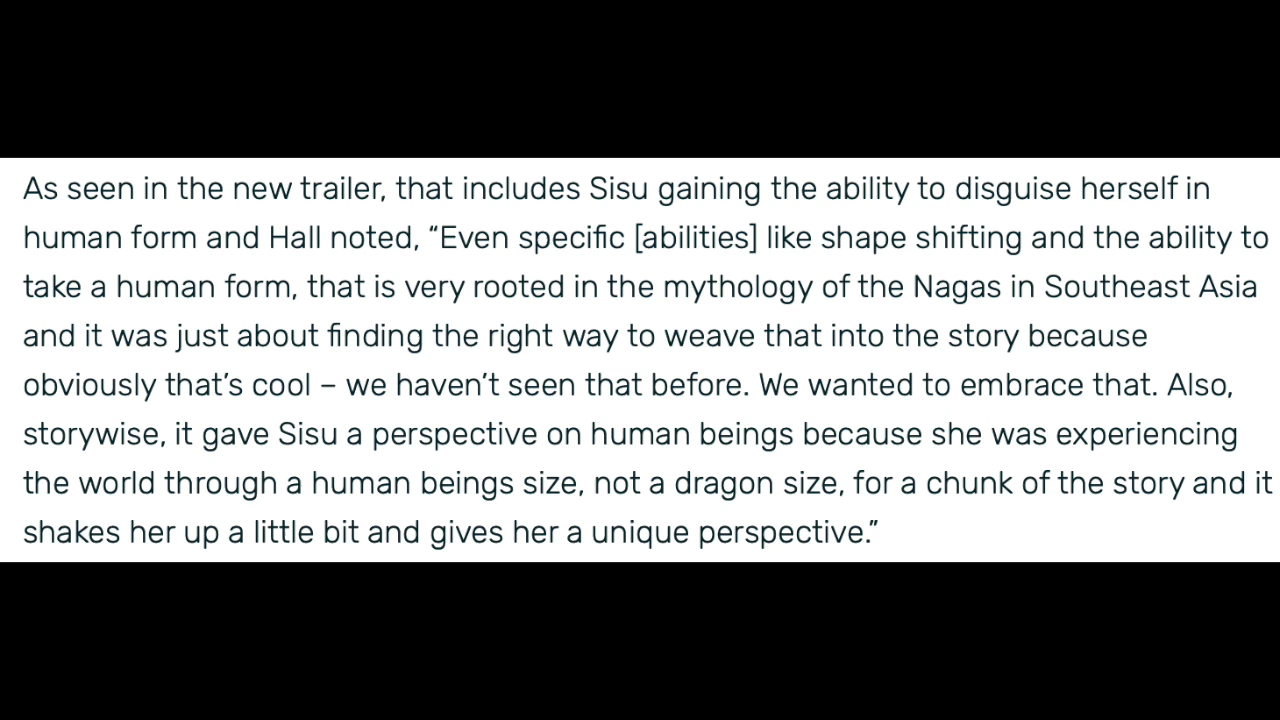 As seen in the new trailer, that includes Sisu gaining the ability to disguise herself in
human form and Hall noted, “Even specific [abilities] like shape shifting and the ability to
take a human form, that is very rooted in the mythology of the Nagas in Southeast Asia
and it was just about finding the right way to weave that into the story because
obviously that’s cool – we haven’t seen that before. We wanted to embrace that. Also,
storywise, it gave Sisu a perspective on human beings because she was experiencing
the world through a human beings size, not a dragon size, for a chunk of the story and it
shakes her up a little bit and gives her a unique perspective.”